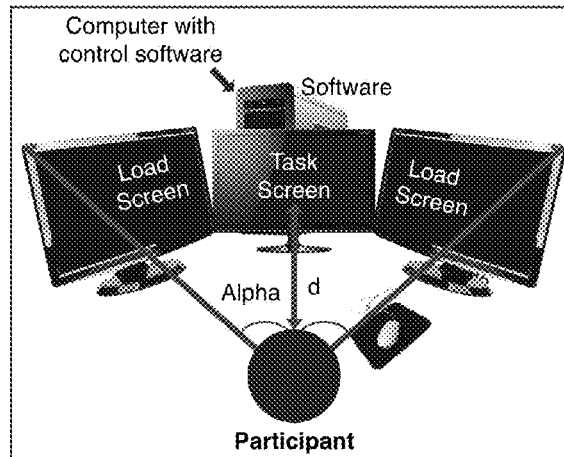 Computer with
control software
Software
Load
Screen
Task
Screen
Load
Screen
Alpha
d
Participant